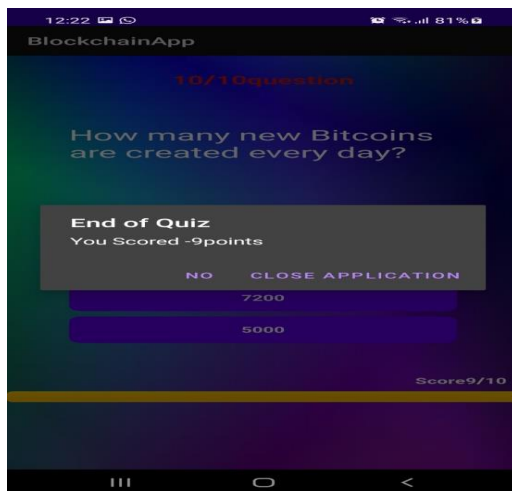 12:22 81%
BlockchainApp
10/10question
How many new Bitcoins
are created every day?
End of Quiz
You Scored -9points
NO CLOSE APPLICATION
7200
5000
Score9/10